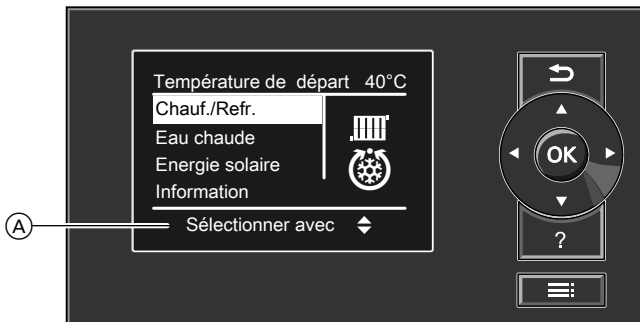 Température de départ 40°C
Chauf./Refr.
Eau chaude
Energie solaire
Information
Sélectionner avec
A
OK
?